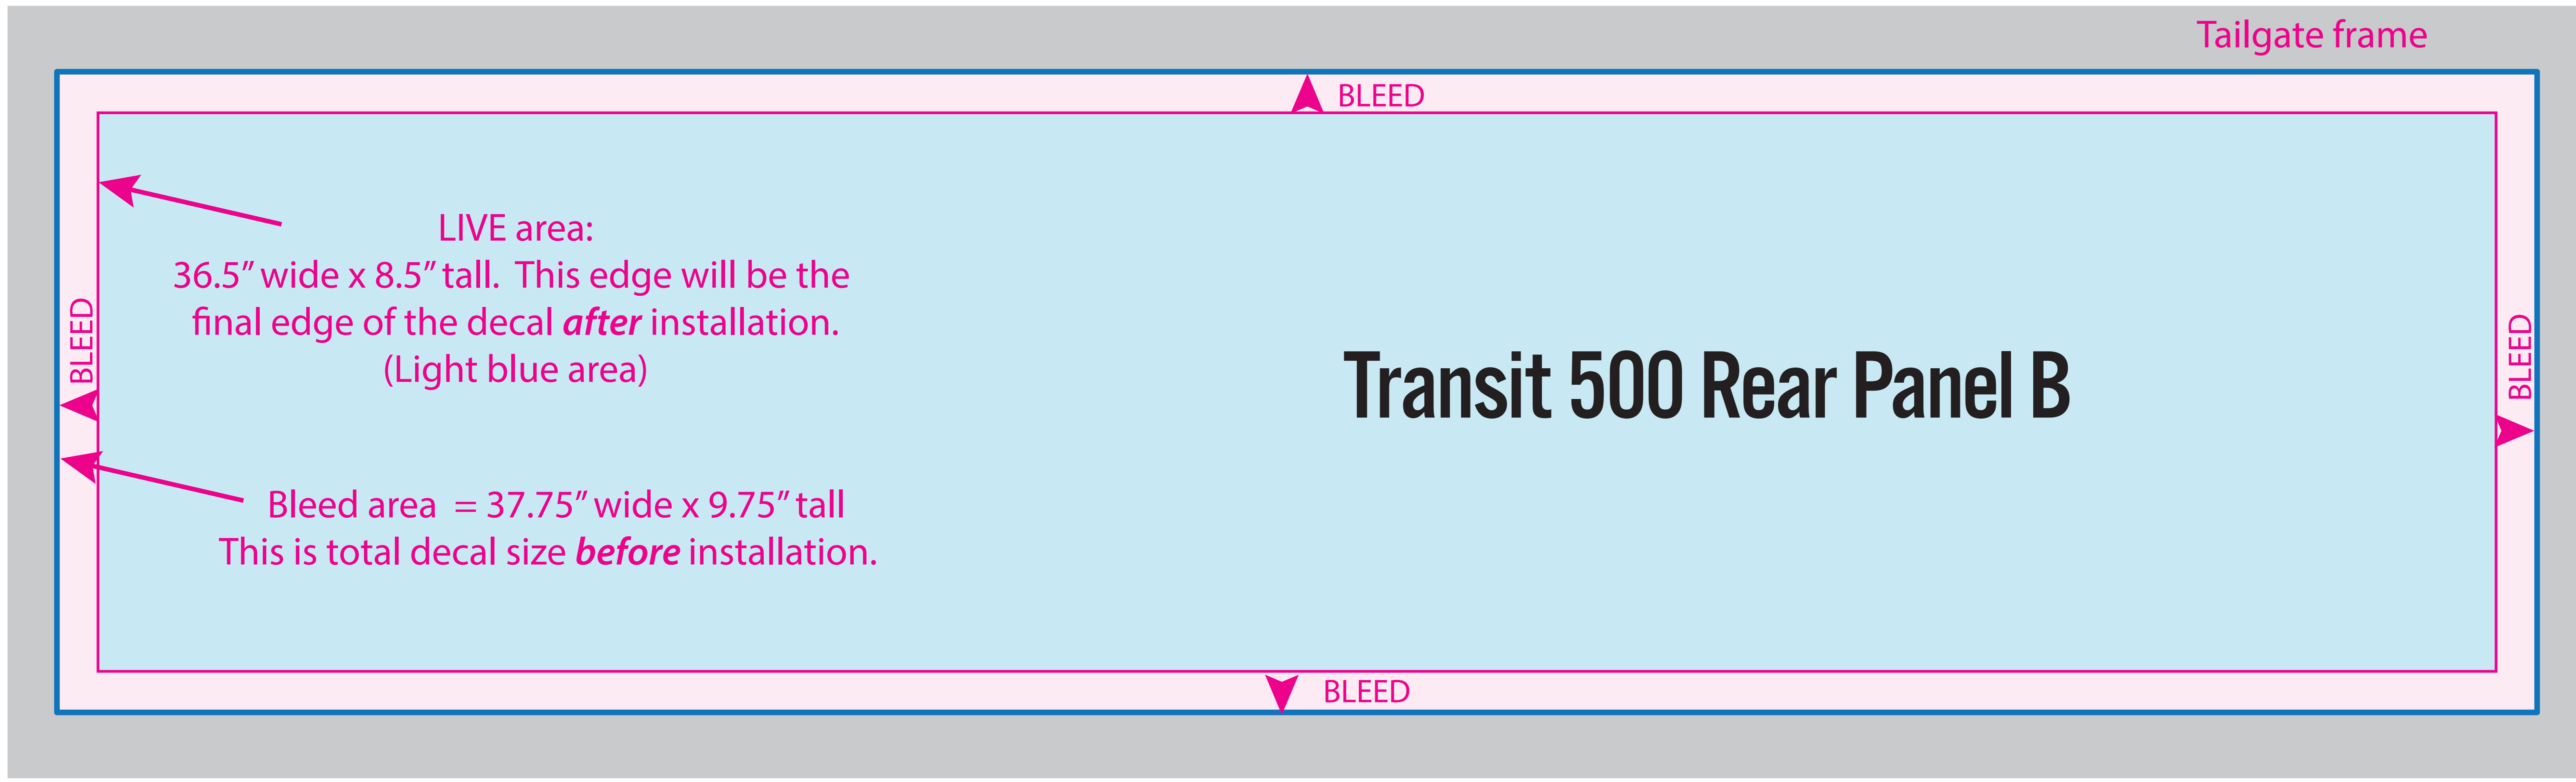 Tailgate frame
BLEED
LIVE area:
36.5” wide x 8.5” tall.  This edge will be the
final edge of the decal after installation.
(Light blue area)
BLEED
BLEED
Transit 500 Rear Panel B
Bleed area  = 37.75” wide x 9.75” tall
This is total decal size before installation.
BLEED